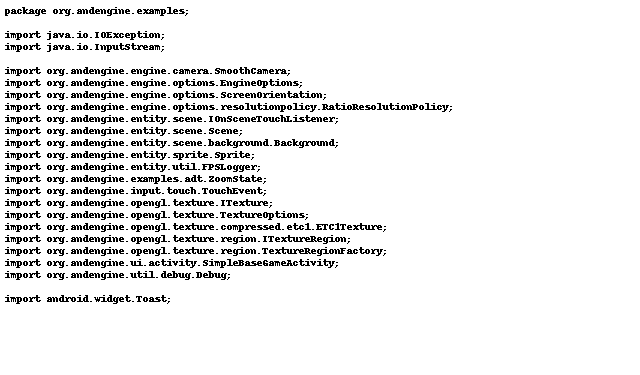 package org.andengine.examples;

import java.io.IOException;
import java.io.InputStream;

import org.andengine.engine.camera.SmoothCamera;
import org.andengine.engine.options.EngineOptions;
import org.andengine.engine.options.ScreenOrientation;
import org.andengine.engine.options.resolutionpolicy.RatioResolutionPolicy;
import org.andengine.entity.scene.IOnSceneTouchListener;
import org.andengine.entity.scene.Scene;
import org.andengine.entity.scene.background.Background;
import org.andengine.entity.sprite.Sprite;
import org.andengine.entity.util.FPSLogger;
import org.andengine.examples.adt.ZoomState;
import org.andengine.input.touch.TouchEvent;
import org.andengine.opengl.texture.ITexture;
import org.andengine.opengl.texture.TextureOptions;
import org.andengine.opengl.texture.compressed.etc1.ETC1Texture;
import org.andengine.opengl.texture.region.ITextureRegion;
import org.andengine.opengl.texture.region.TextureRegionFactory;
import org.andengine.ui.activity.SimpleBaseGameActivity;
import org.andengine.util.debug.Debug;

import android.widget.Toast;